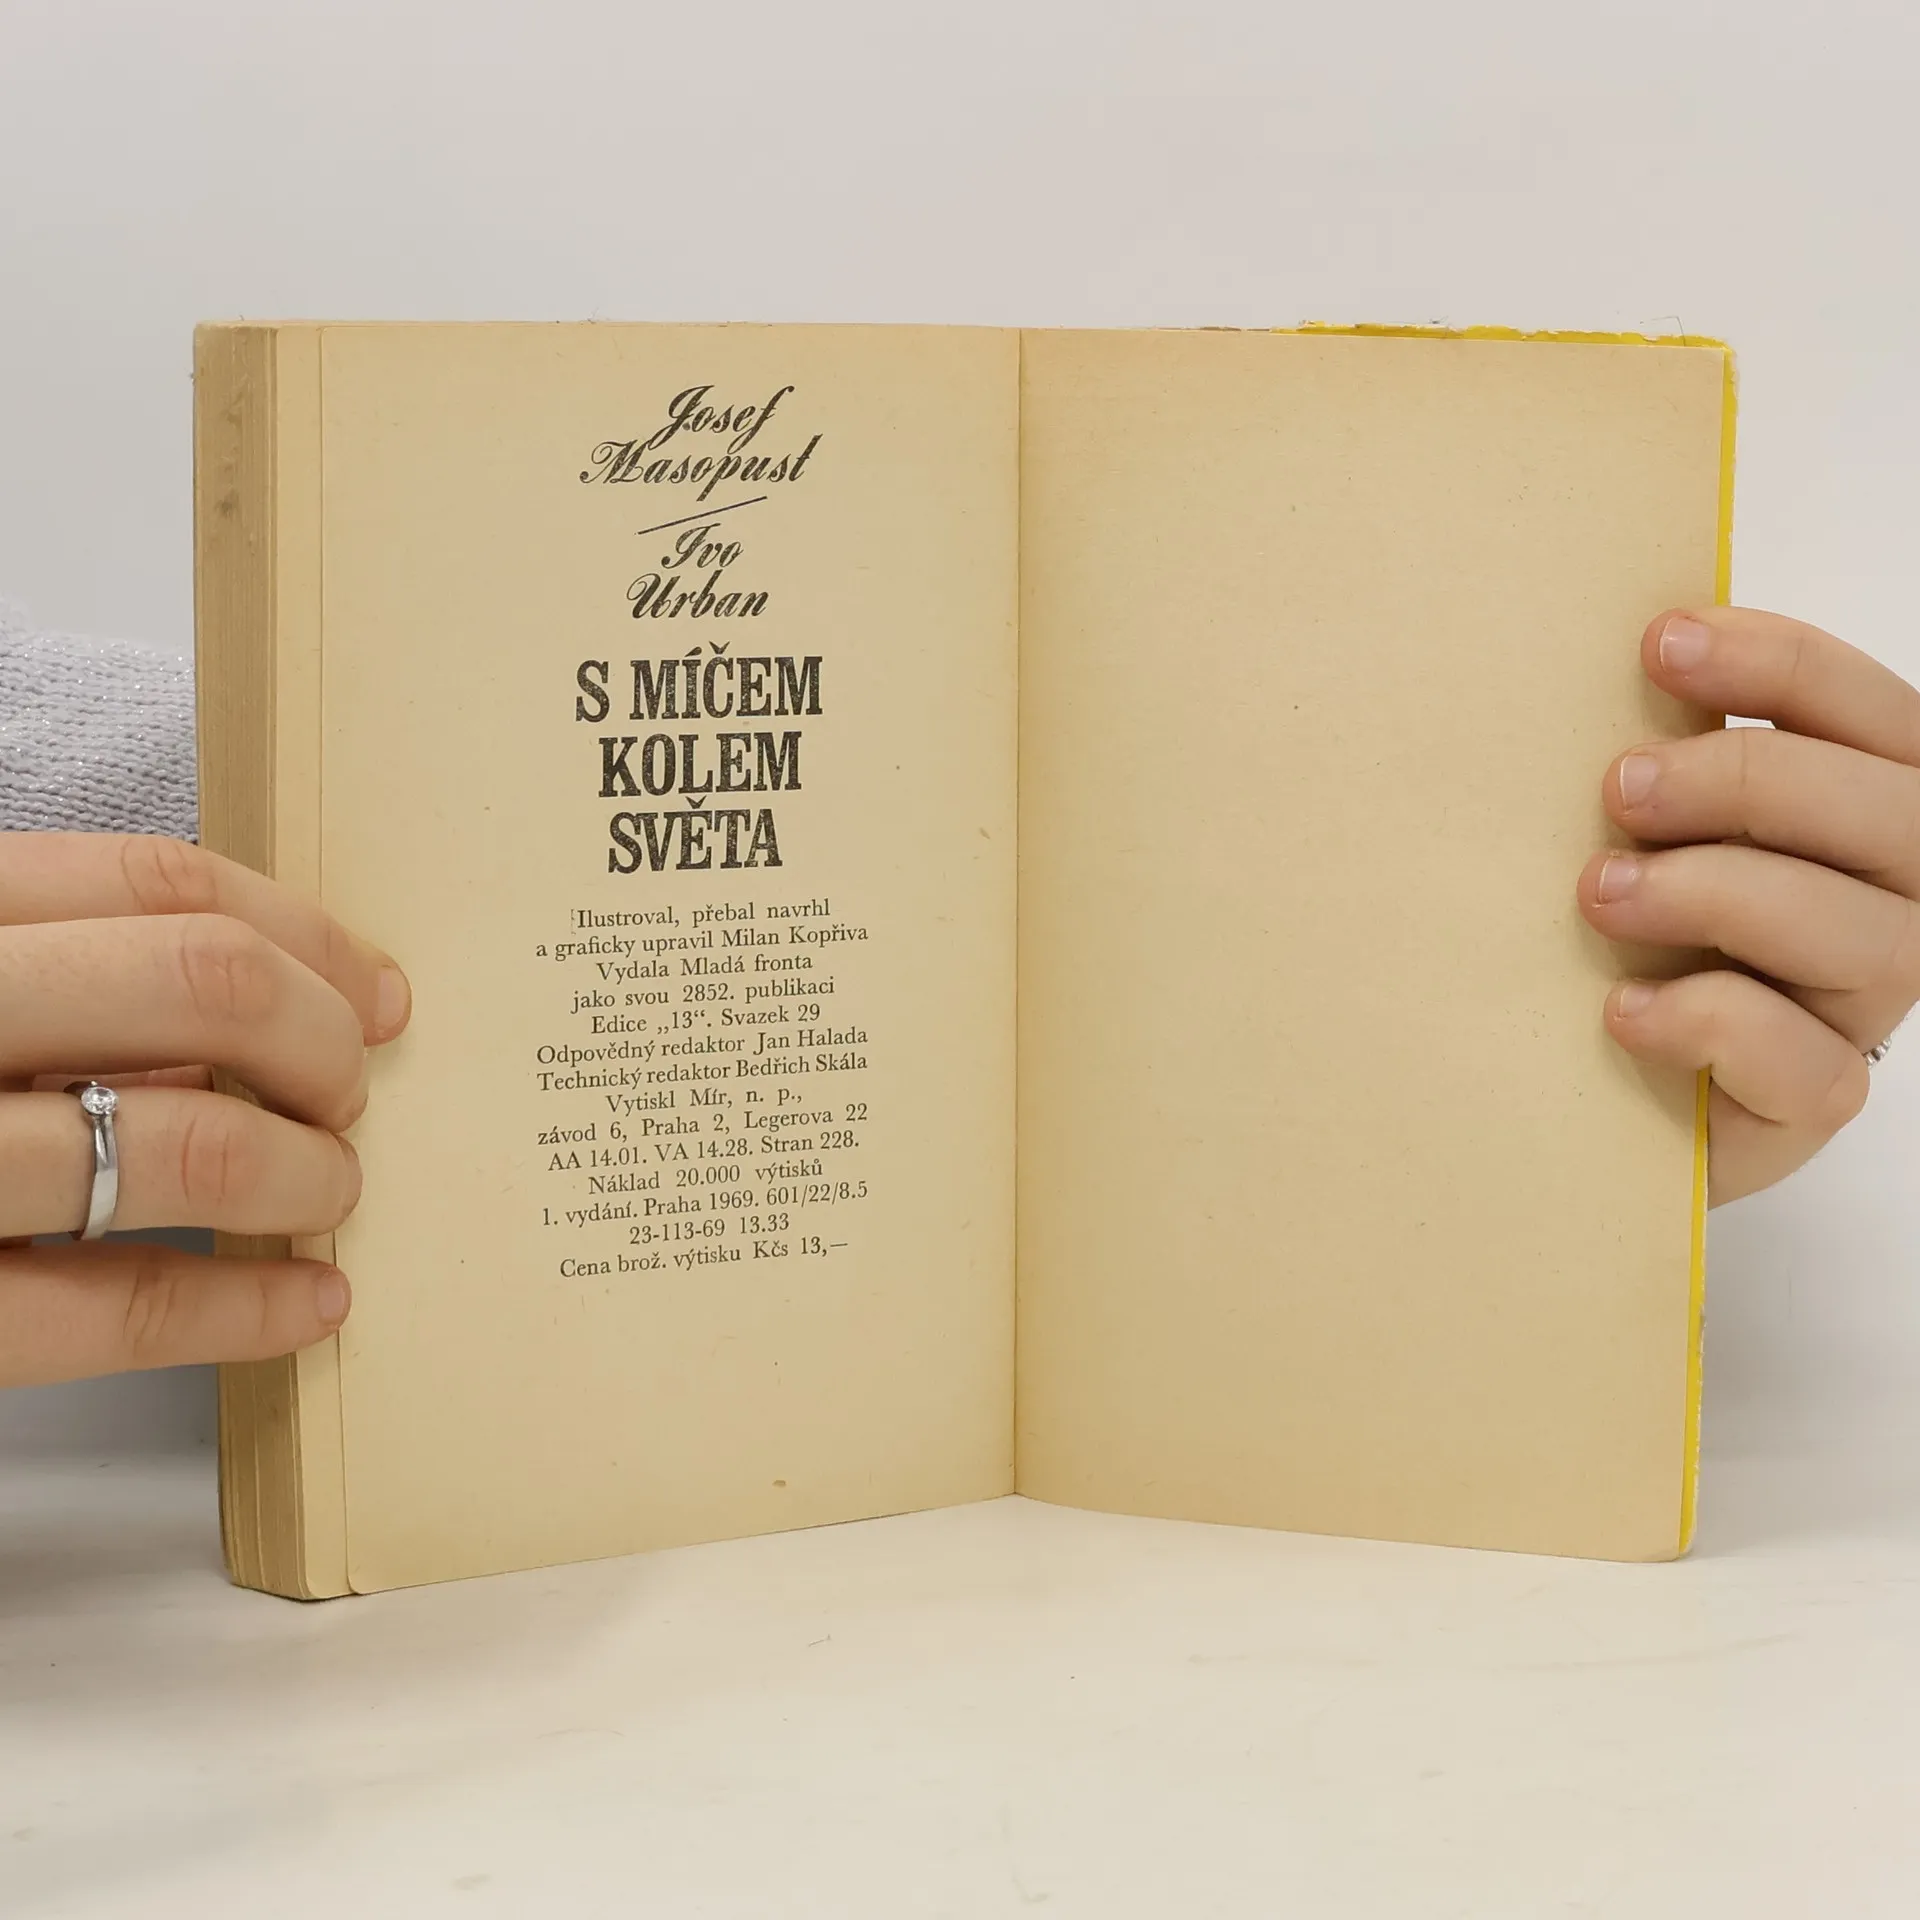 Josef
Masopust
Ivo
Urban
S MÍČEM
KOLEM
SVĚTA
Ilustroval, přebal navrhl
a graficky upravil Milan Kopřiva
Vydala Mladá fronta
jako svou 2852. publikaci
Edice „13“. Svazek 29
Odpovědný redaktor Jan Halada
Technický redaktor Bedřich Skála
Vytiskl Mír, n. p.,
závod 6, Praha 2, Legerova 22
AA 14.01. VA 14.28. Stran 228.
Náklad 20.000 výtisků
1. vydání. Praha 1969. 601/22/8.5
23-113-69 13.33
Cena brož. výtisku Kčs 13,—